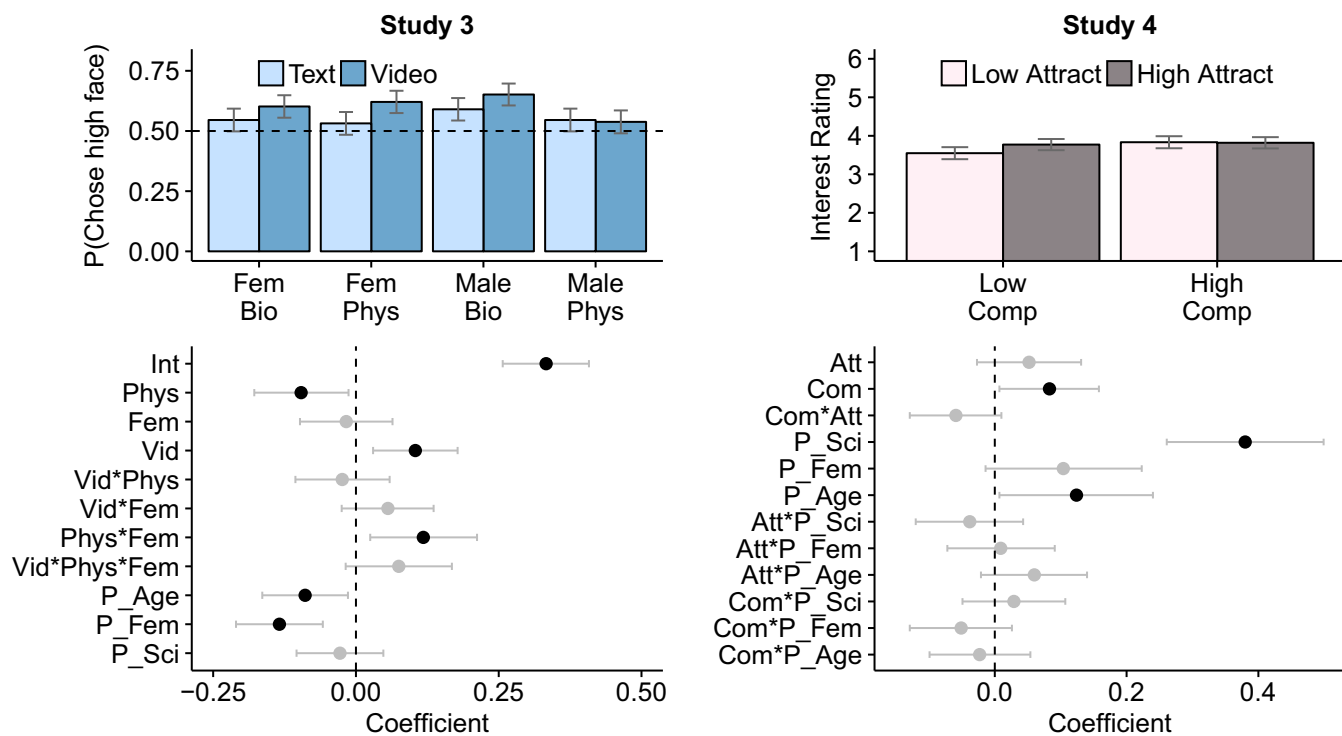 Study 3
P(Chose high face)
0.75
0.50
0.25
0.00
Text Video
Fem Bio
Fem Phys
Male Bio
Male Phys
Int
Phys
Fem
Vid
Vid*Phys
Vid*Fem
Phys*Fem
Vid*Phys*Fem
P_Age
P_Fem
P_Sci
−0.25 0.00 0.25 0.50
Coefficient
Study 4
Interest Rating
6
5
4
3
2
1
Low Attract High Attract
Low Comp
High Comp
Att
Com
Com*Att
P_Sci
P_Fem
P_Age
Att*P_Sci
Att*P_Fem
Att*P_Age
Com*P_Sci
Com*P_Fem
Com*P_Age
0.0 0.2 0.4
Coefficient